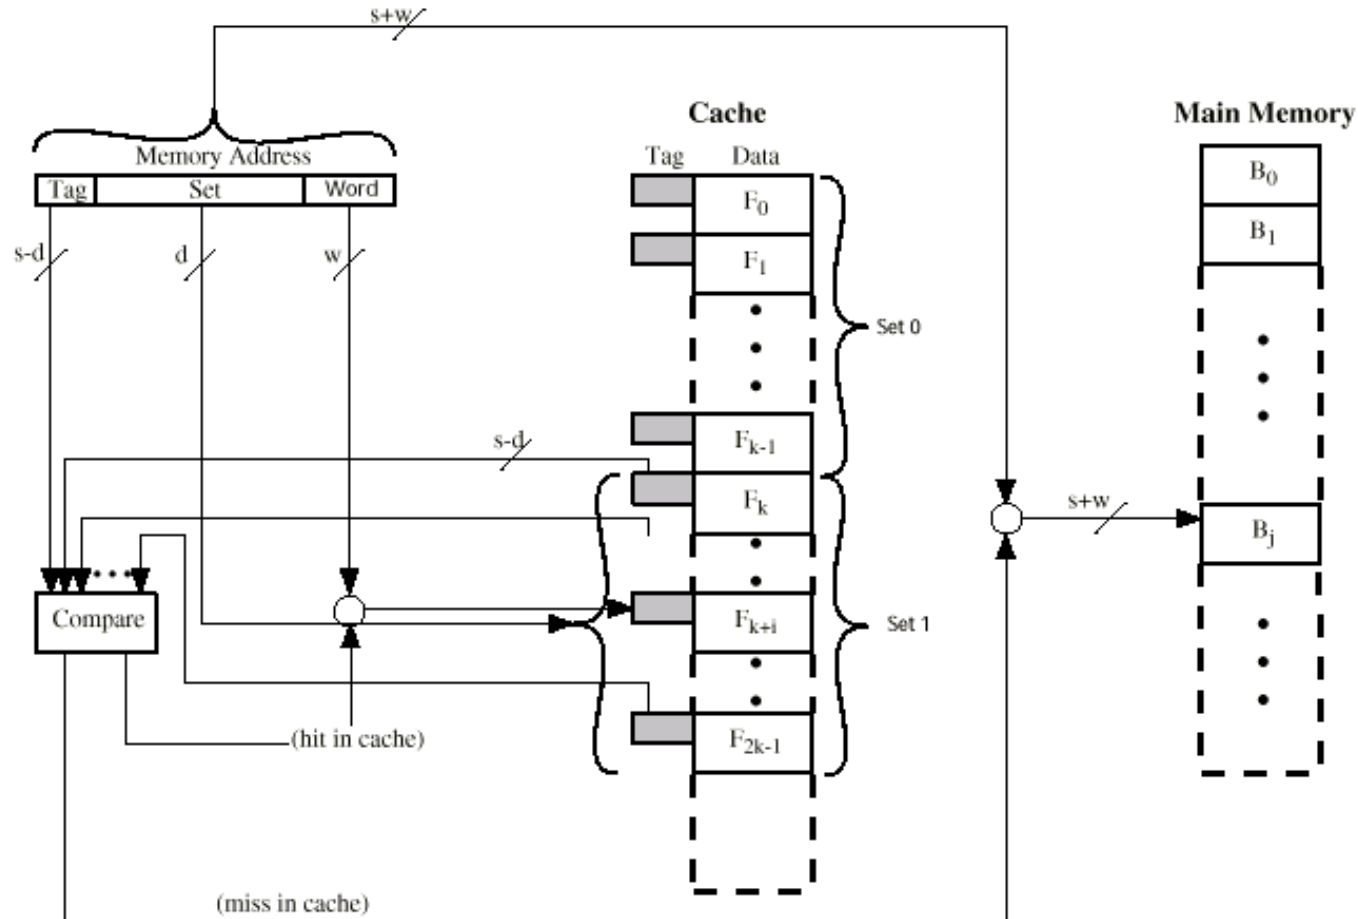 s+w
Cache
Main Memory
Memory Address
Tag Data
Tag Set Word
F0
B0
F1
B1
s-d d w
Set 0
s-d
Fk-1
Fk
s+w
Bj
Compare
Fk+i
Set 1
(hit in cache)
F2k-1
(miss in cache)